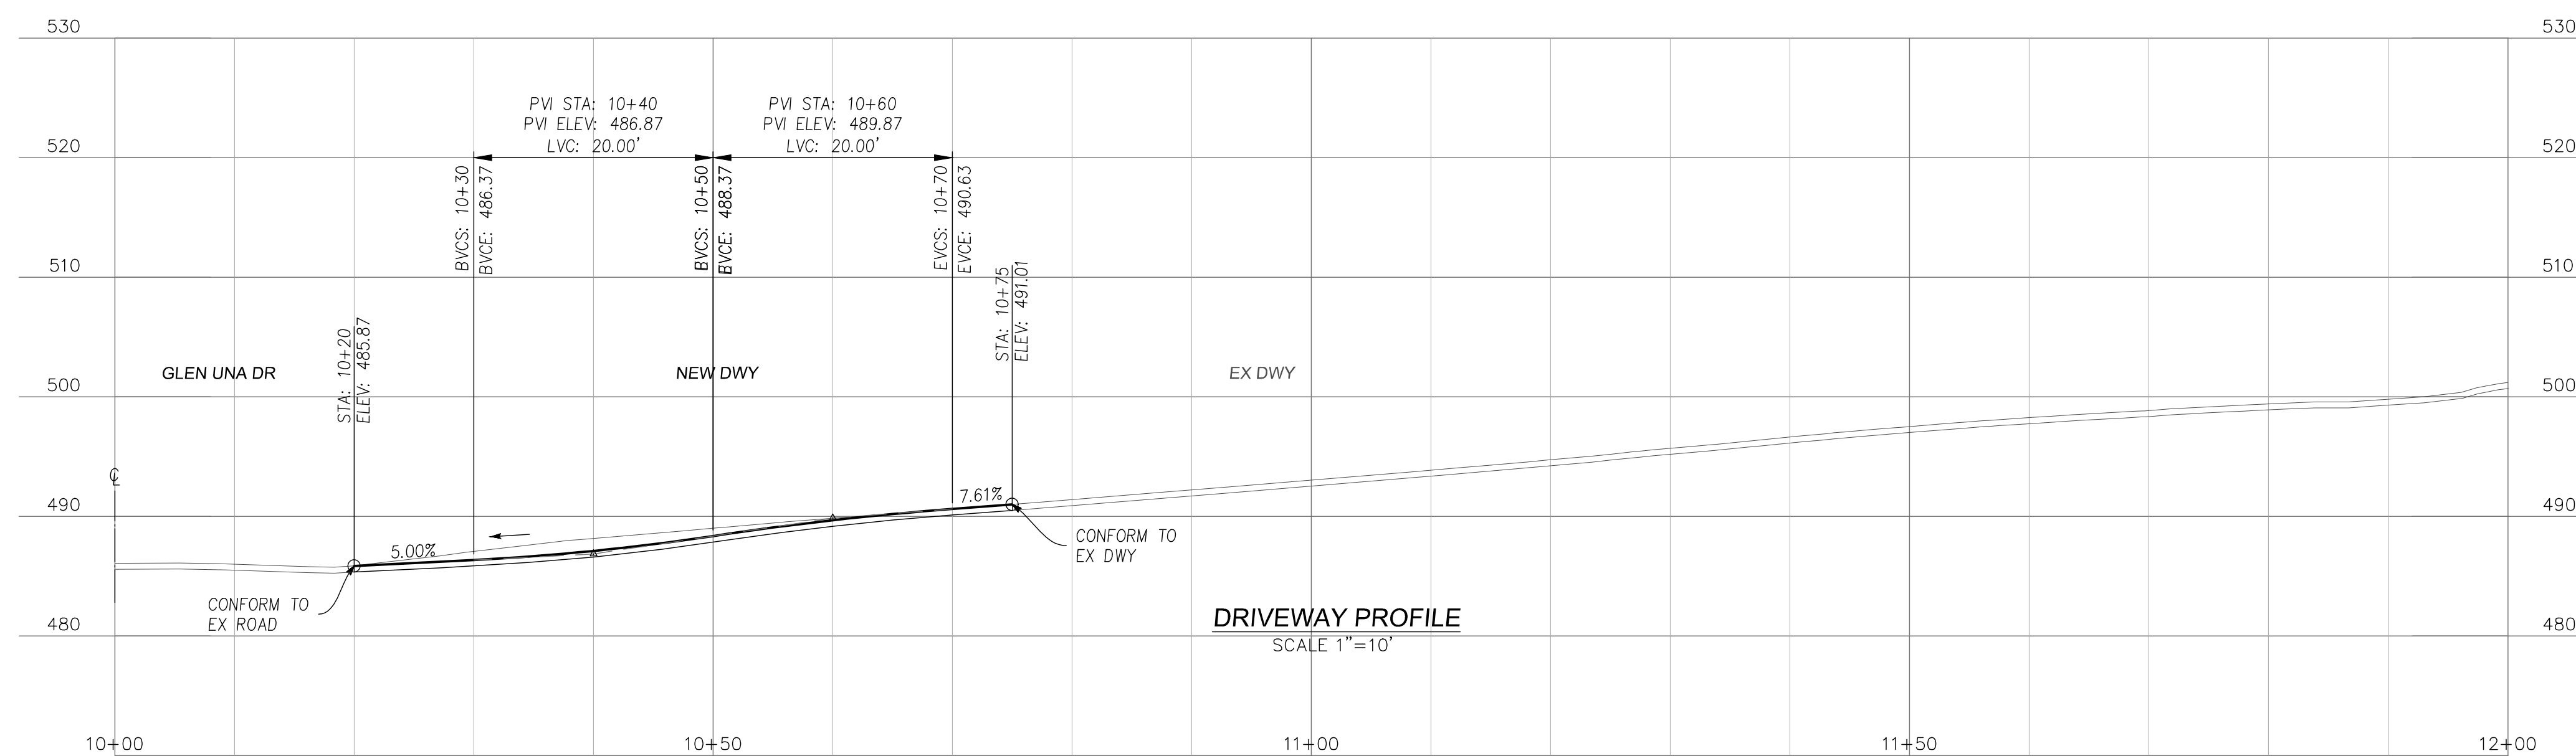 530
530
PVI STA: 10+40
PVI ELEV: 486.87
LVC: 20.00'
PVI STA: 10+60
PVI ELEV: 489.87
LVC: 20.00'
520
520
BVCS: 10+30
BVCE: 486.37
BVCS: 10+50
BVCE: 488.37
EVCS: 10+70
EVCE: 490.63
510
510
STA: 10+75
ELEV: 491.01
STA: 10+20
ELEV: 485.87
GLEN UNA DR
NEW DWY
EX DWY
500
500
℄
490
490
7.61%
5.00%
CONFORM TO
EX DWY
CONFORM TO
EX ROAD
480
480
DRIVEWAY PROFILE
SCALE 1"=10'
10+00
10+50
11+00
11+50
12+00